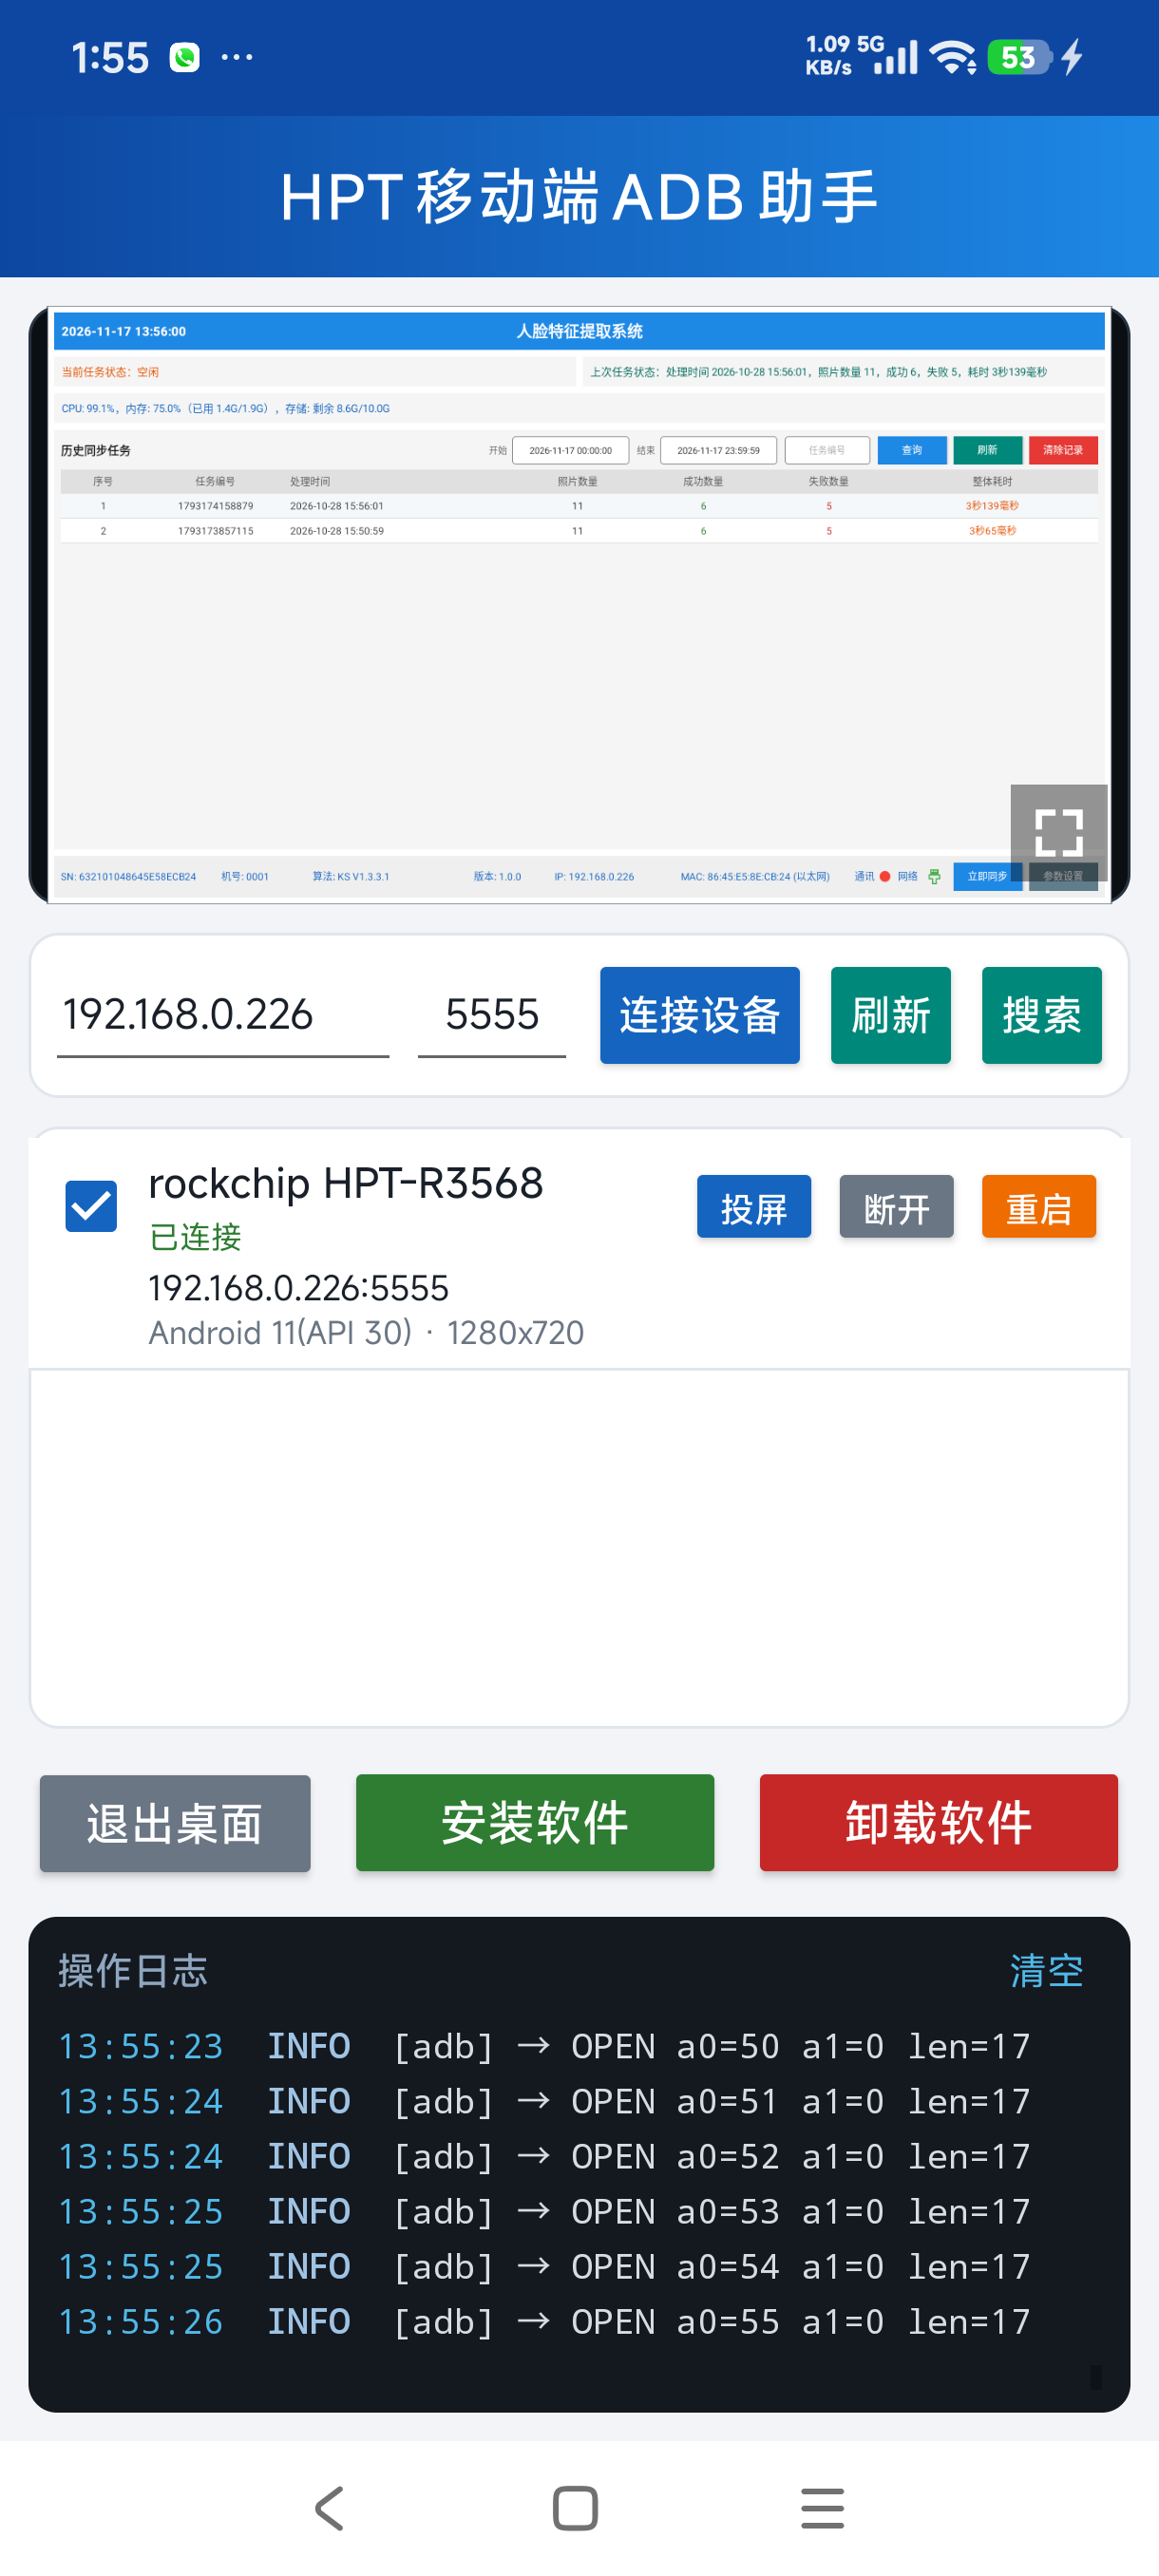 1:55
1.09 KB/s 5G 53
HPT 移动端 ADB 助手
2026-11-17 13:56:00 人脸特征提取系统
当前任务状态：空闲 上次任务状态：处理时间 2026-10-28 15:56:01，照片数量 11，成功 6，失败 5，耗时 3秒139毫秒
CPU: 99.1%，内存: 75.0%（已用 1.4G/1.9G），存储: 剩余 8.6G/10.0G
历史同步任务 开始 2026-11-17 00:00:00 结束 2026-11-17 23:59:59 任务编号 查询 刷新 清除记录
序号 任务编号 处理时间 照片数量 成功数量 失败数量 整体耗时
1 1793174158879 2026-10-28 15:56:01 11 6 5 3秒139毫秒
2 1793173857115 2026-10-28 15:50:59 11 6 5 3秒65毫秒
SN: 632101048645E58ECB24 机号: 0001 算法: KS V1.3.3.1 版本: 1.0.0 IP: 192.168.0.226 MAC: 86:45:E5:8E:CB:24 (以太网) 通讯 网络 立即同步 参数设置
192.168.0.226 5555 连接设备 刷新 搜索
rockchip HPT-R3568 投屏 断开 重启
已连接
192.168.0.226:5555
Android 11(API 30) · 1280x720
退出桌面 安装软件 卸载软件
操作日志 清空
13:55:23 INFO [adb] → OPEN a0=50 a1=0 len=17
13:55:24 INFO [adb] → OPEN a0=51 a1=0 len=17
13:55:24 INFO [adb] → OPEN a0=52 a1=0 len=17
13:55:25 INFO [adb] → OPEN a0=53 a1=0 len=17
13:55:25 INFO [adb] → OPEN a0=54 a1=0 len=17
13:55:26 INFO [adb] → OPEN a0=55 a1=0 len=17